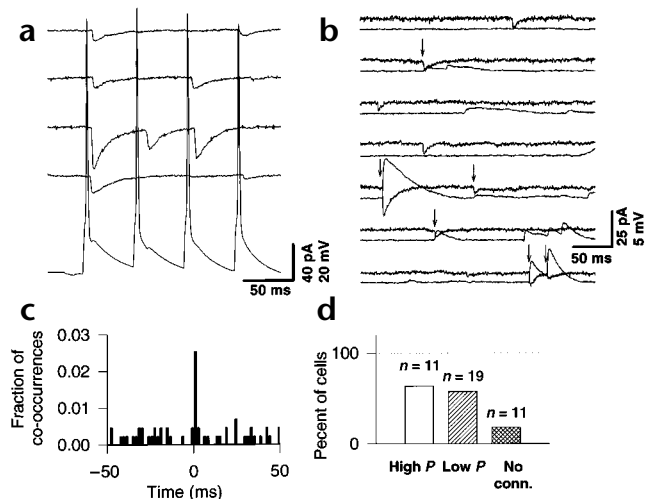 a
b
40 pA
20 mV
50 ms
25 pA
5 mV
50 ms
c
Fraction of
co-occurrences
0.03
0.02
0.01
0.00
−50
0
50
Time (ms)
d
Pecent of cells
100
0
n = 11
n = 19
n = 11
High P
Low P
No
conn.